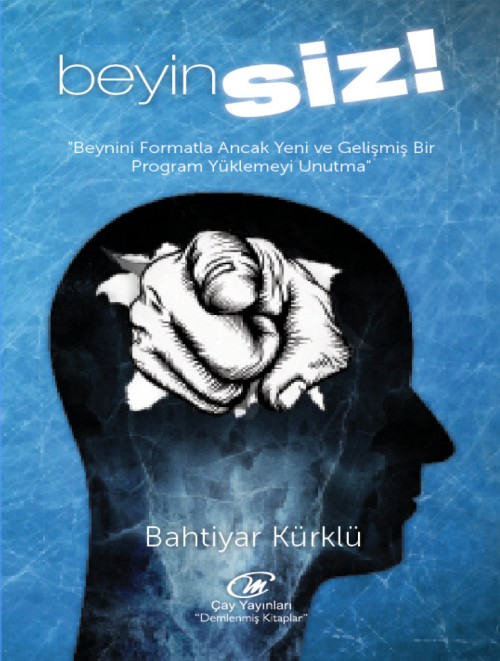 beyinsiz!
"Beynini Formatla Ancak Yeni ve Gelişmiş Bir
Program Yüklemeyi Unutma"
Bahtiyar Kürklü
Çay Yayınları
"Demlenmiş Kitaplar"